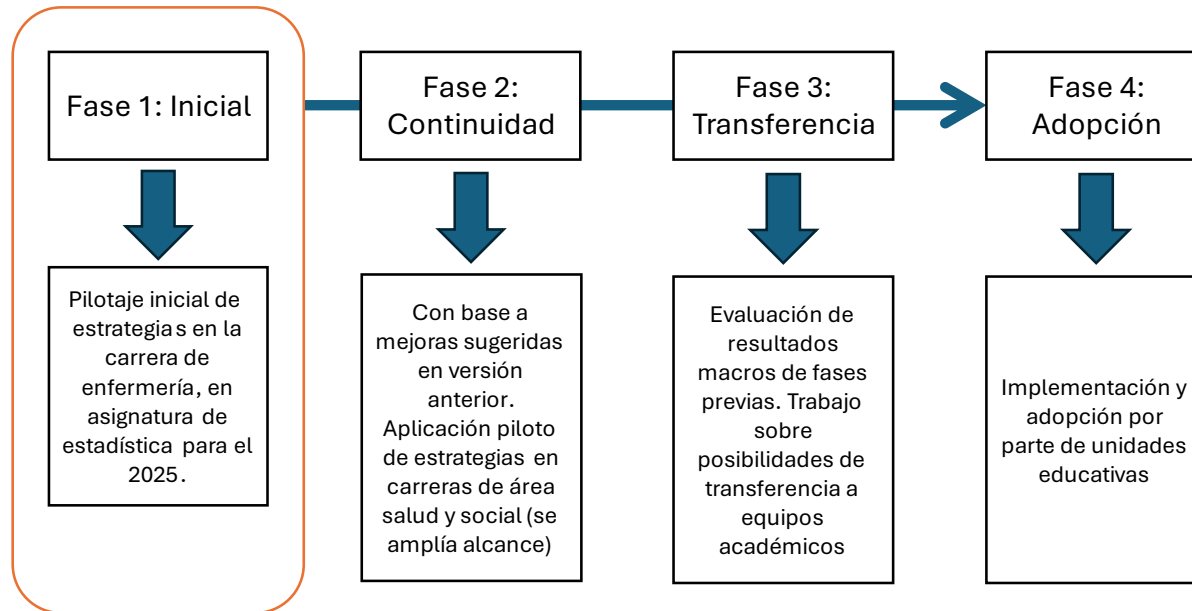 Fase 1: Inicial
Fase 2:
Continuidad
Fase 3:
Transferencia
Fase 4:
Adopción
Pilotaje inicial de
estrategias en la
carrera de
enfermería, en
asignatura de
estadística para el
2025.
Con base a
mejoras sugeridas
en versión
anterior.
Aplicación piloto
de estrategias en
carreras de área
salud y social (se
amplía alcance)
Evaluación de
resultados
macros de fases
previas. Trabajo
sobre
posibilidades de
transferencia a
equipos
académicos
Implementación y
adopción por
parte de unidades
educativas